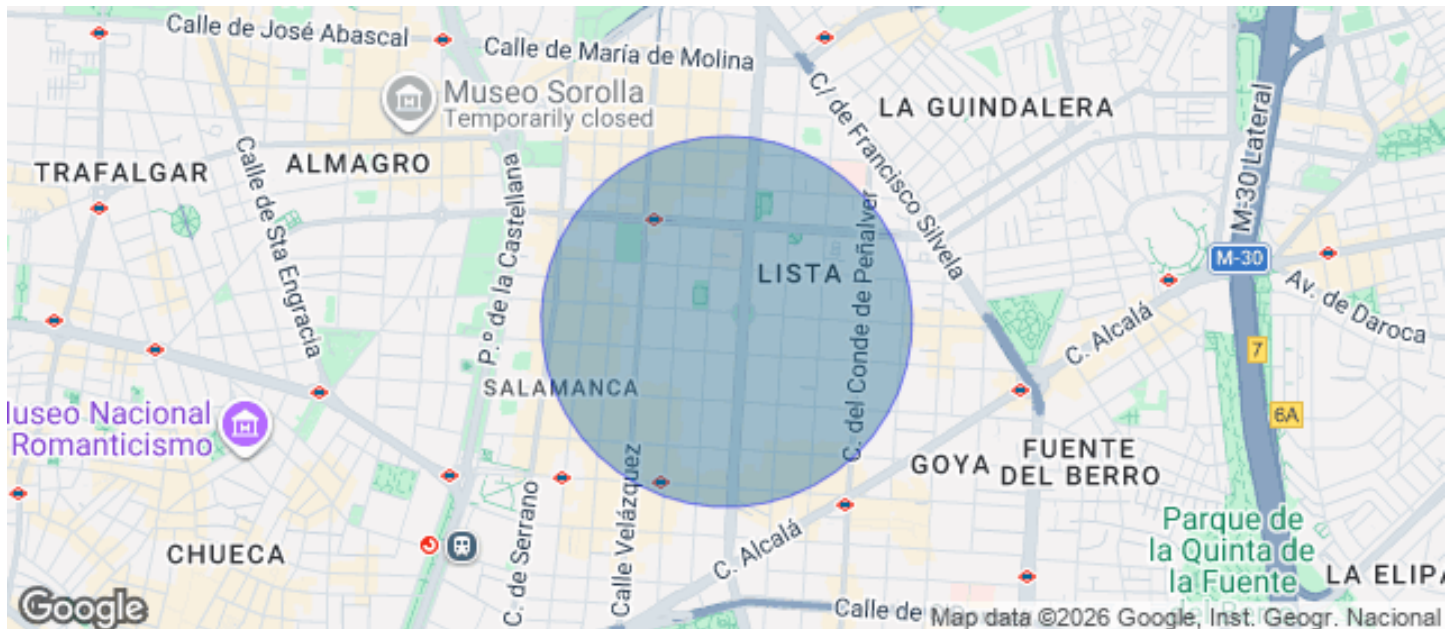 Calle de José Abascal
Calle de María de Molina
Museo Sorolla
Temporarily closed
C/ de Francisco Silvela
LA GUINDALERA
M-30 Lateral
TRAFALGAR
ALMAGRO
Calle de Sta Engracia
P.º de la Castellana
C. del Conde de Peñalver
LISTA
M-30
Av. de Daroca
C. Alcalá
7
SALAMANCA
6A
Museo Nacional
Romanticismo
Calle Velázquez
GOYA
FUENTE
DEL BERRO
C. de Serrano
CHUECA
C. Alcalá
Parque de
la Quinta de
la Fuente
LA ELIPA
Calle de
Google
Map data ©2026 Google, Inst. Geogr. Nacional